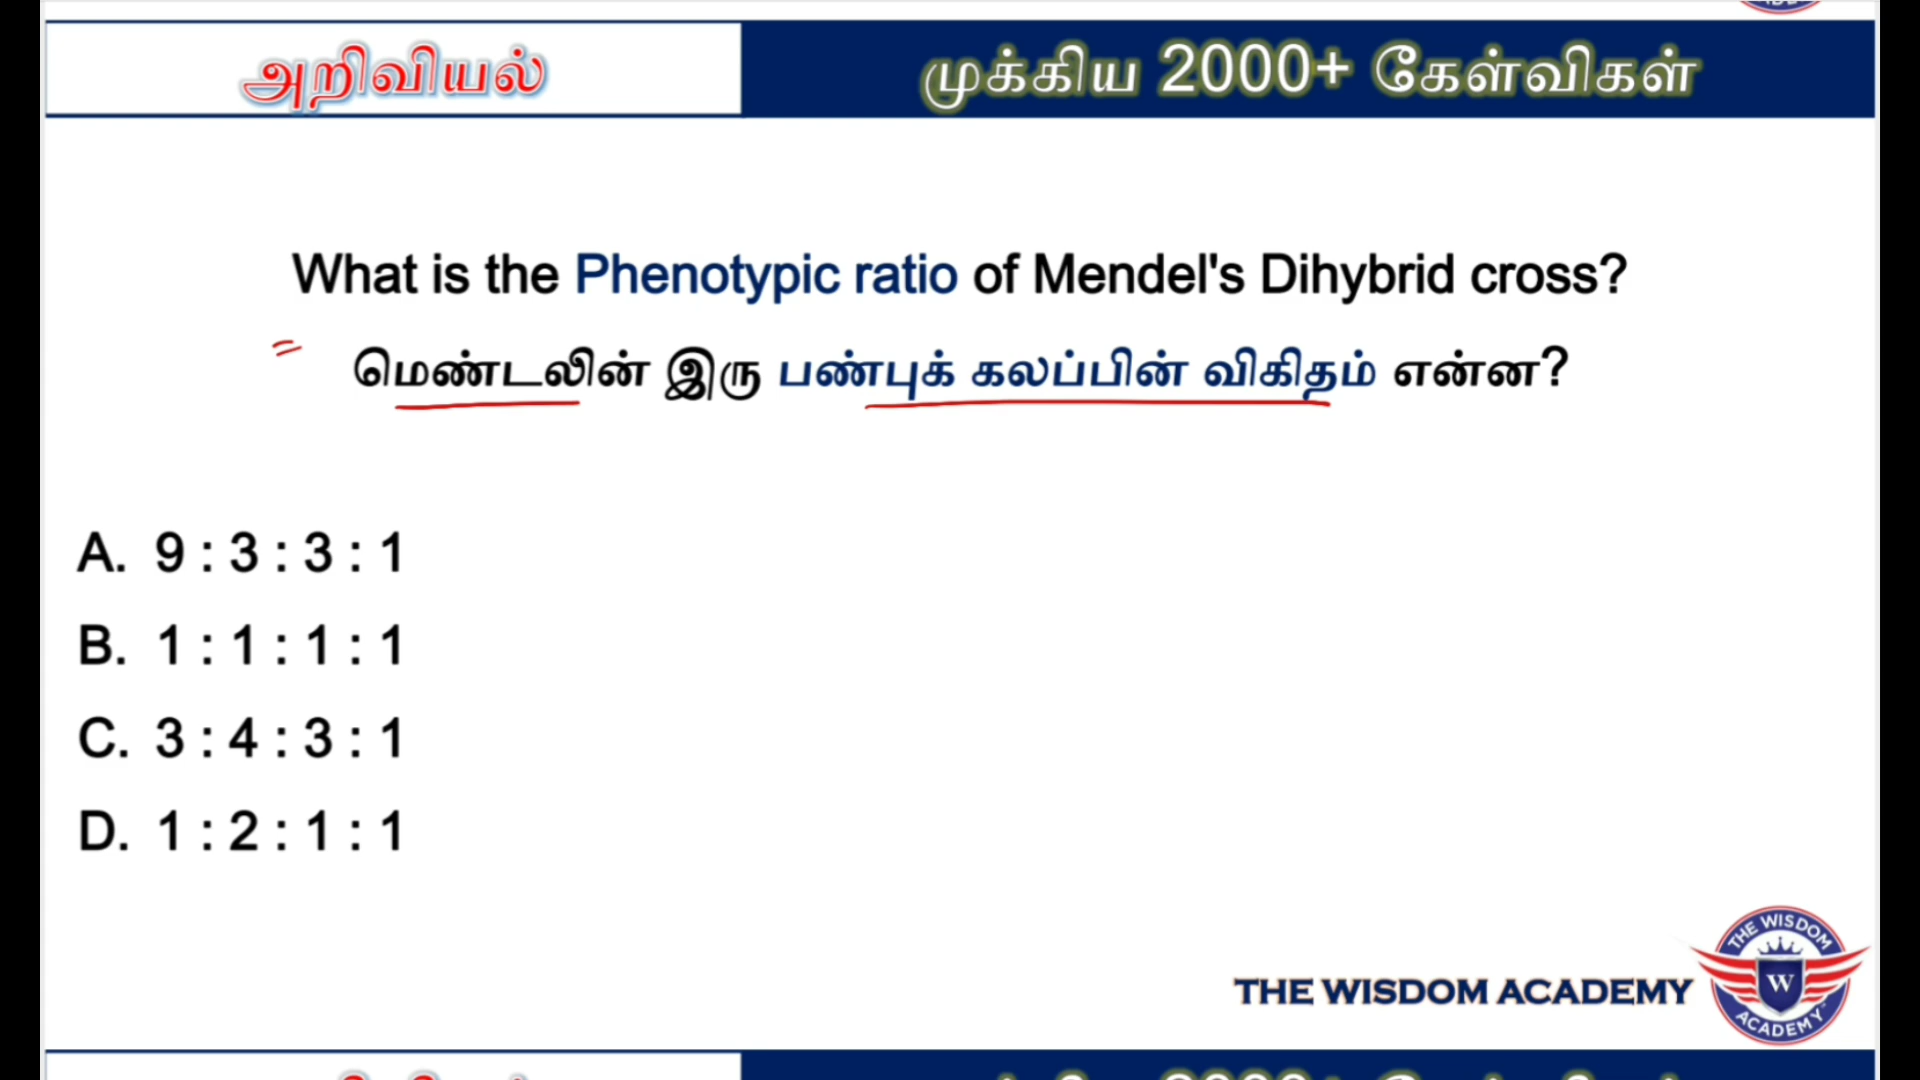 அறிவியல்
முக்கிய 2000+ கேள்விகள்
What is the Phenotypic ratio of Mendel's Dihybrid cross?
மெண்டலின் இரு பண்புக் கலப்பின் விகிதம் என்ன?
A. 9 : 3 : 3 : 1
B. 1 : 1 : 1 : 1
C. 3 : 4 : 3 : 1
D. 1 : 2 : 1 : 1
THE WISDOM ACADEMY
THE WISDOM
W
ACADEMY